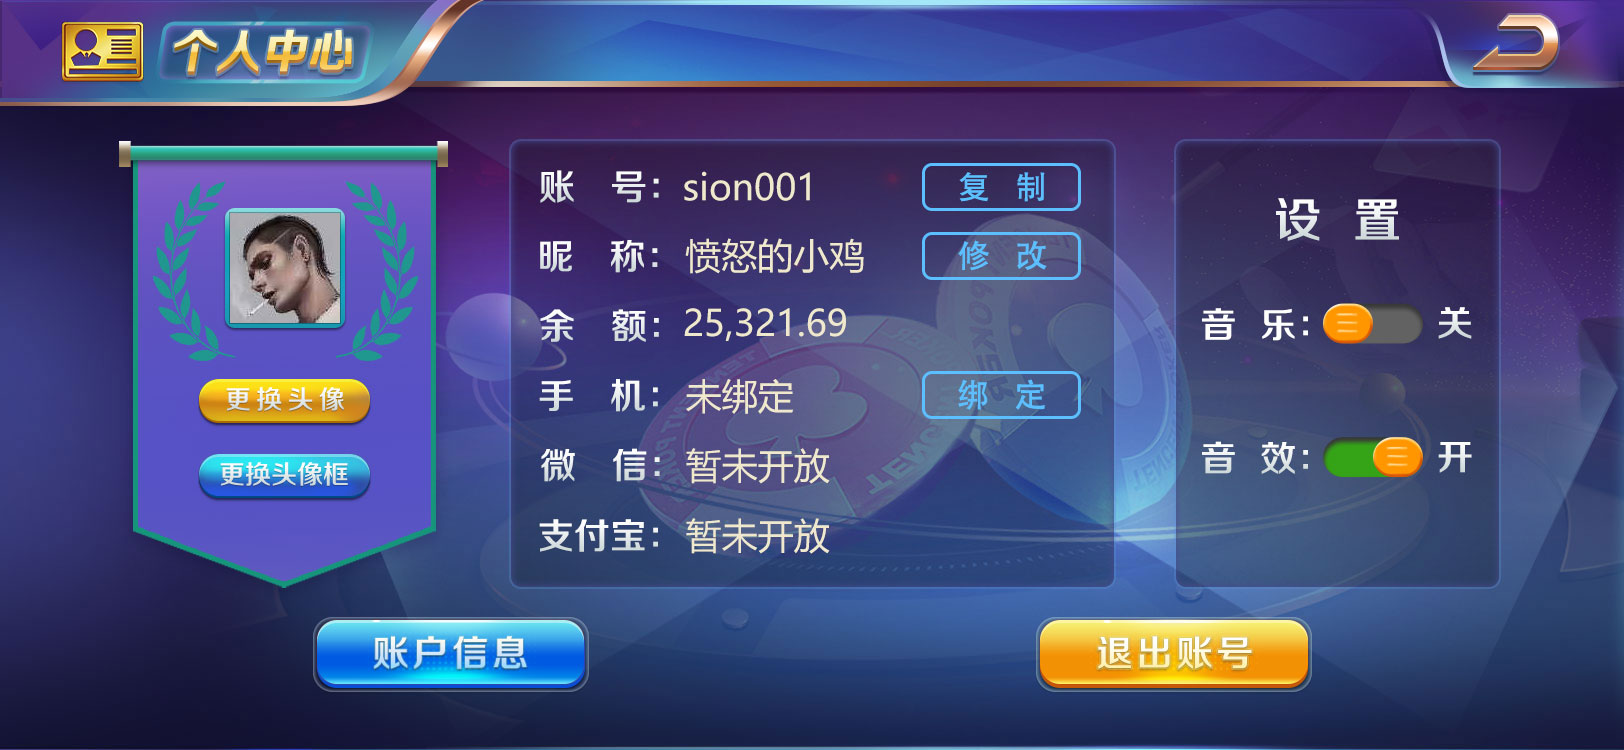 个人中心
账 号：sion001 复 制
昵 称：愤怒的小鸡 修 改
余 额：25,321.69
手 机：未绑定 绑 定
微 信：暂未开放
支付宝：暂未开放
更换头像
更换头像框
设 置
音 乐：关
音 效：开
账户信息
退出账号